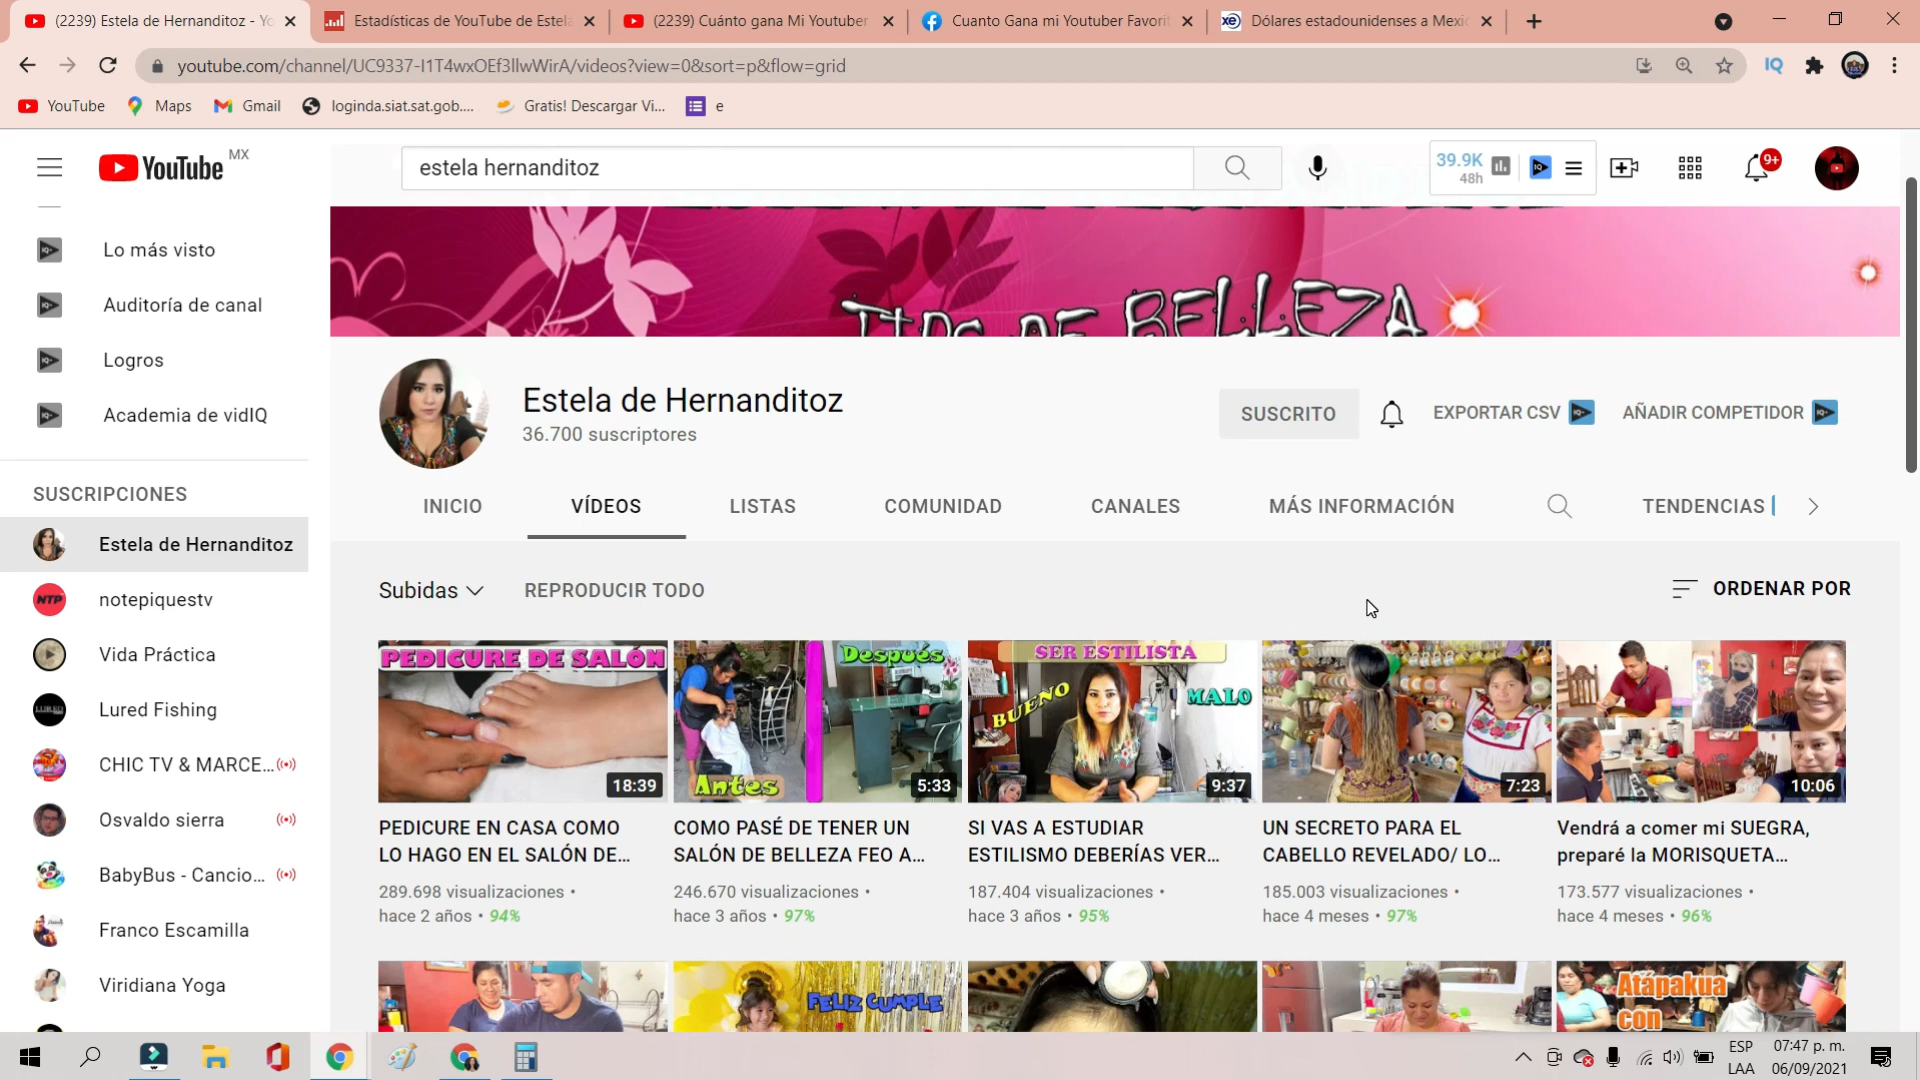 (2239) Estela de Hernanditoz - Yo
Estadísticas de YouTube de Estela
(2239) Cuánto gana Mi Youtuber
Cuanto Gana mi Youtuber Favorit
Dólares estadounidenses a Mexic
youtube.com/channel/UC9337-I1T4wxOEf3llwWirA/videos?view=0&sort=p&flow=grid
YouTube
Maps
Gmail
loginda.siat.sat.gob....
Gratis! Descargar Vi...
e
YouTube MX
estela hernanditoz
39.9K
48h
9+
Lo más visto
Auditoría de canal
Logros
Academia de vidIQ
SUSCRIPCIONES
Estela de Hernanditoz
notepiquestv
Vida Práctica
Lured Fishing
CHIC TV & MARCE...
Osvaldo sierra
BabyBus - Cancio...
Franco Escamilla
Viridiana Yoga
TIPS DE BELLEZA
Estela de Hernanditoz
36.700 suscriptores
SUSCRITO
EXPORTAR CSV
AÑADIR COMPETIDOR
INICIO
VÍDEOS
LISTAS
COMUNIDAD
CANALES
MÁS INFORMACIÓN
TENDENCIAS
Subidas
REPRODUCIR TODO
ORDENAR POR
PEDICURE DE SALÓN
18:39
Después
Antes
5:33
SER ESTILISTA
BUENO
MALO
9:37
7:23
10:06
PEDICURE EN CASA COMO
LO HAGO EN EL SALÓN DE...
289.698 visualizaciones •
hace 2 años • 94%
COMO PASÉ DE TENER UN
SALÓN DE BELLEZA FEO A...
246.670 visualizaciones •
hace 3 años • 97%
SI VAS A ESTUDIAR
ESTILISMO DEBERÍAS VER...
187.404 visualizaciones •
hace 3 años • 95%
UN SECRETO PARA EL
CABELLO REVELADO/ LO...
185.003 visualizaciones •
hace 4 meses • 97%
Vendrá a comer mi SUEGRA,
preparé la MORISQUETA...
173.577 visualizaciones •
hace 4 meses • 96%
FELIZ CUMPLE
Atápakua
con
ESP
LAA
07:47 p. m.
06/09/2021